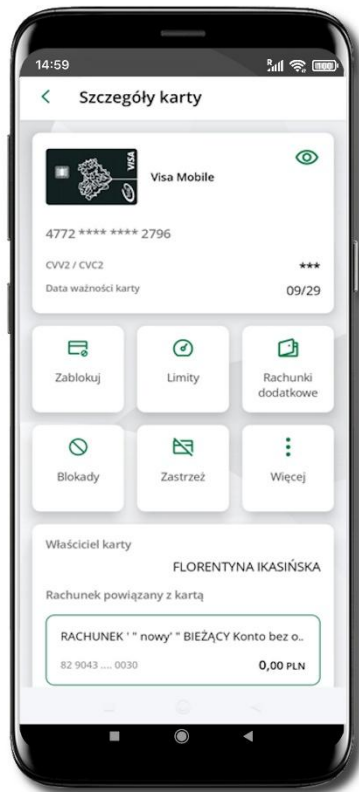 14:59
Szczegóły karty
VISA
Visa Mobile
4772 **** **** 2796
CVV2 / CVC2 ***
Data ważności karty 09/29
Zablokuj Limity Rachunki
dodatkowe
Blokady Zastrzeż Więcej
Właściciel karty
FLORENTYNA IKASIŃSKA
Rachunek powiązany z kartą
RACHUNEK ' " nowy' " BIEŻĄCY Konto bez o..
82 9043 .... 0030 0,00 PLN